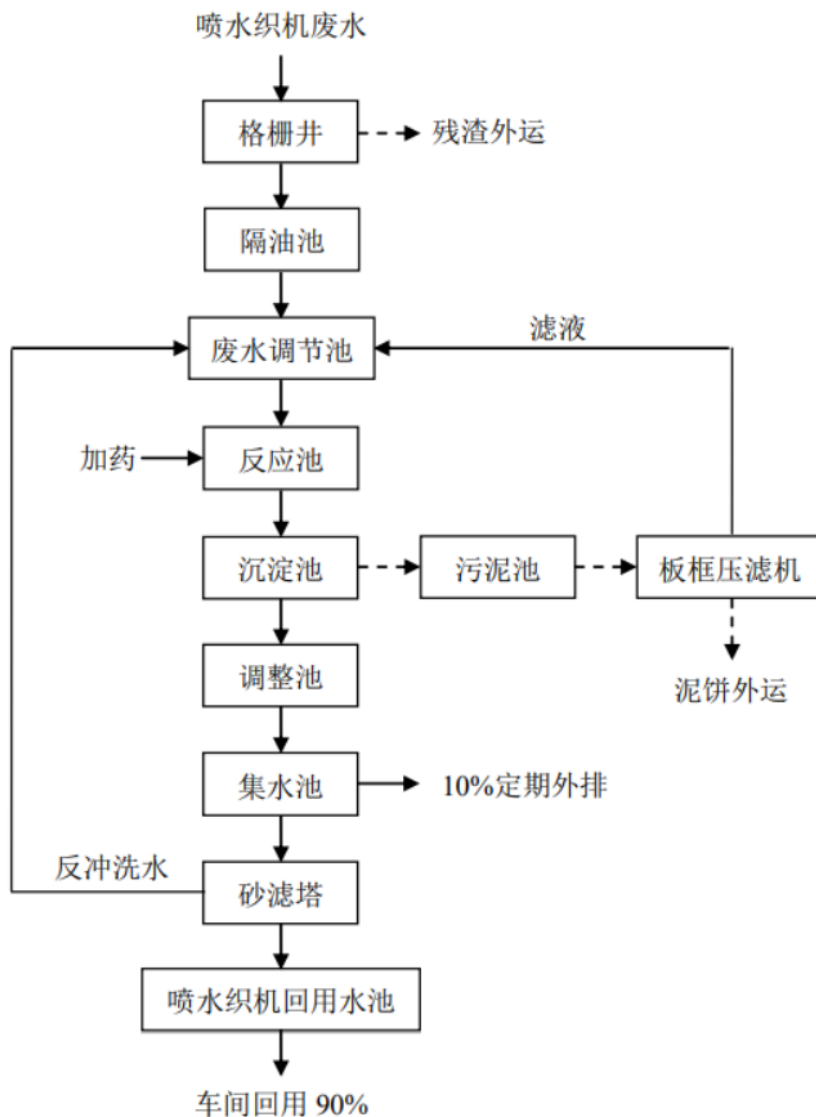 喷水织机废水
格栅井
残渣外运
隔油池
滤液
废水调节池
加药
反应池
沉淀池
污泥池
板框压滤机
调整池
泥饼外运
集水池
10%定期外排
反冲洗水
砂滤塔
喷水织机回用水池
车间回用 90%